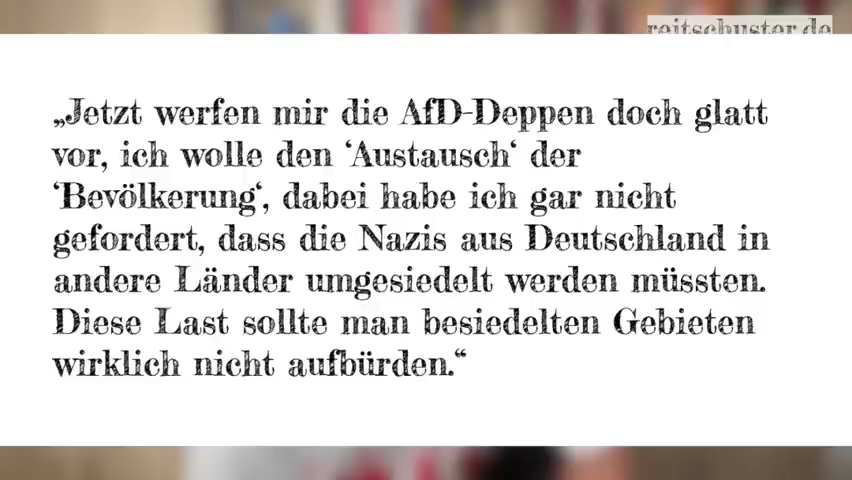 reitschuster.de
„Jetzt werfen mir die AfD-Deppen doch glatt
vor, ich wolle den ‘Austausch‘ der
‘Bevölkerung‘, dabei habe ich gar nicht
gefordert, dass die Nazis aus Deutschland in
andere Länder umgesiedelt werden müssten.
Diese Last sollte man besiedelten Gebieten
wirklich nicht aufbürden.“